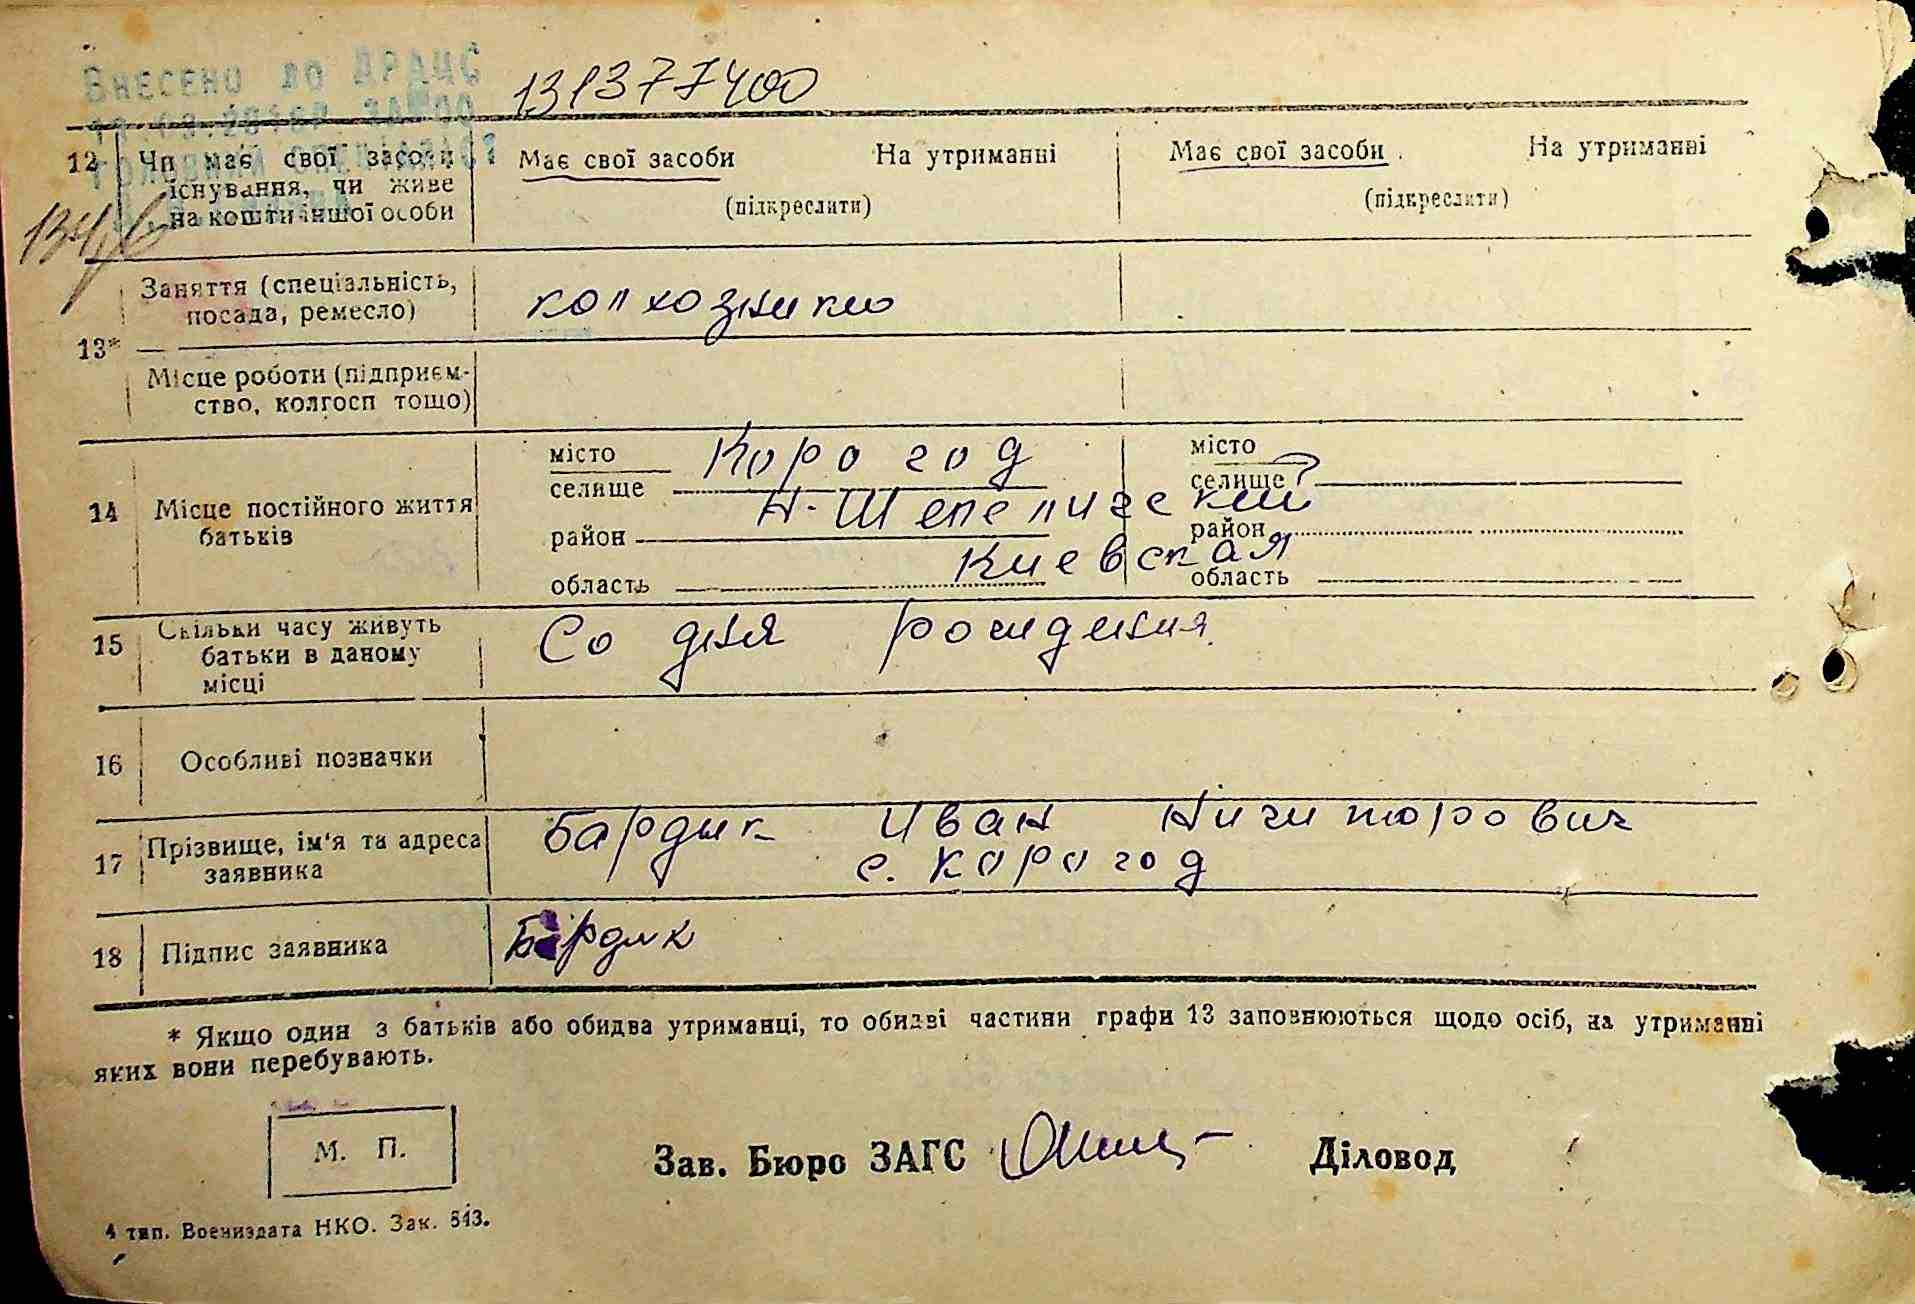 Внесено до ДРАЦС
131377400
12 Чи має свої засоби існування, чи живе на кошти іншої особи
Має свої засоби На утриманні
(підкреслити)
Має свої засоби На утриманні
(підкреслити)
13*
Заняття (спеціальність, посада, ремесло)
колхозники
Місце роботи (підприємство, колгосп тощо)
14 Місце постійного життя батьків
місто
селище Корогод
район Н-Шепеличский
область Киевская
місто
селище
район
область
15 Скільки часу живуть батьки в даному місці
Со дня рождения
16 Особливі позначки
17 Прізвище, ім'я та адреса заявника
Бардик Иван Ничипорович
с. Корогод
18 Підпис заявника
Бардик
* Якщо один з батьків або обидва утриманці, то обидві частини графи 13 заповнюються щодо осіб, на утриманні
яких вони перебувають.
М. П.
Зав. Бюро ЗАГС Діловод
4 тип. Воениздата НКО. Зак. 543.